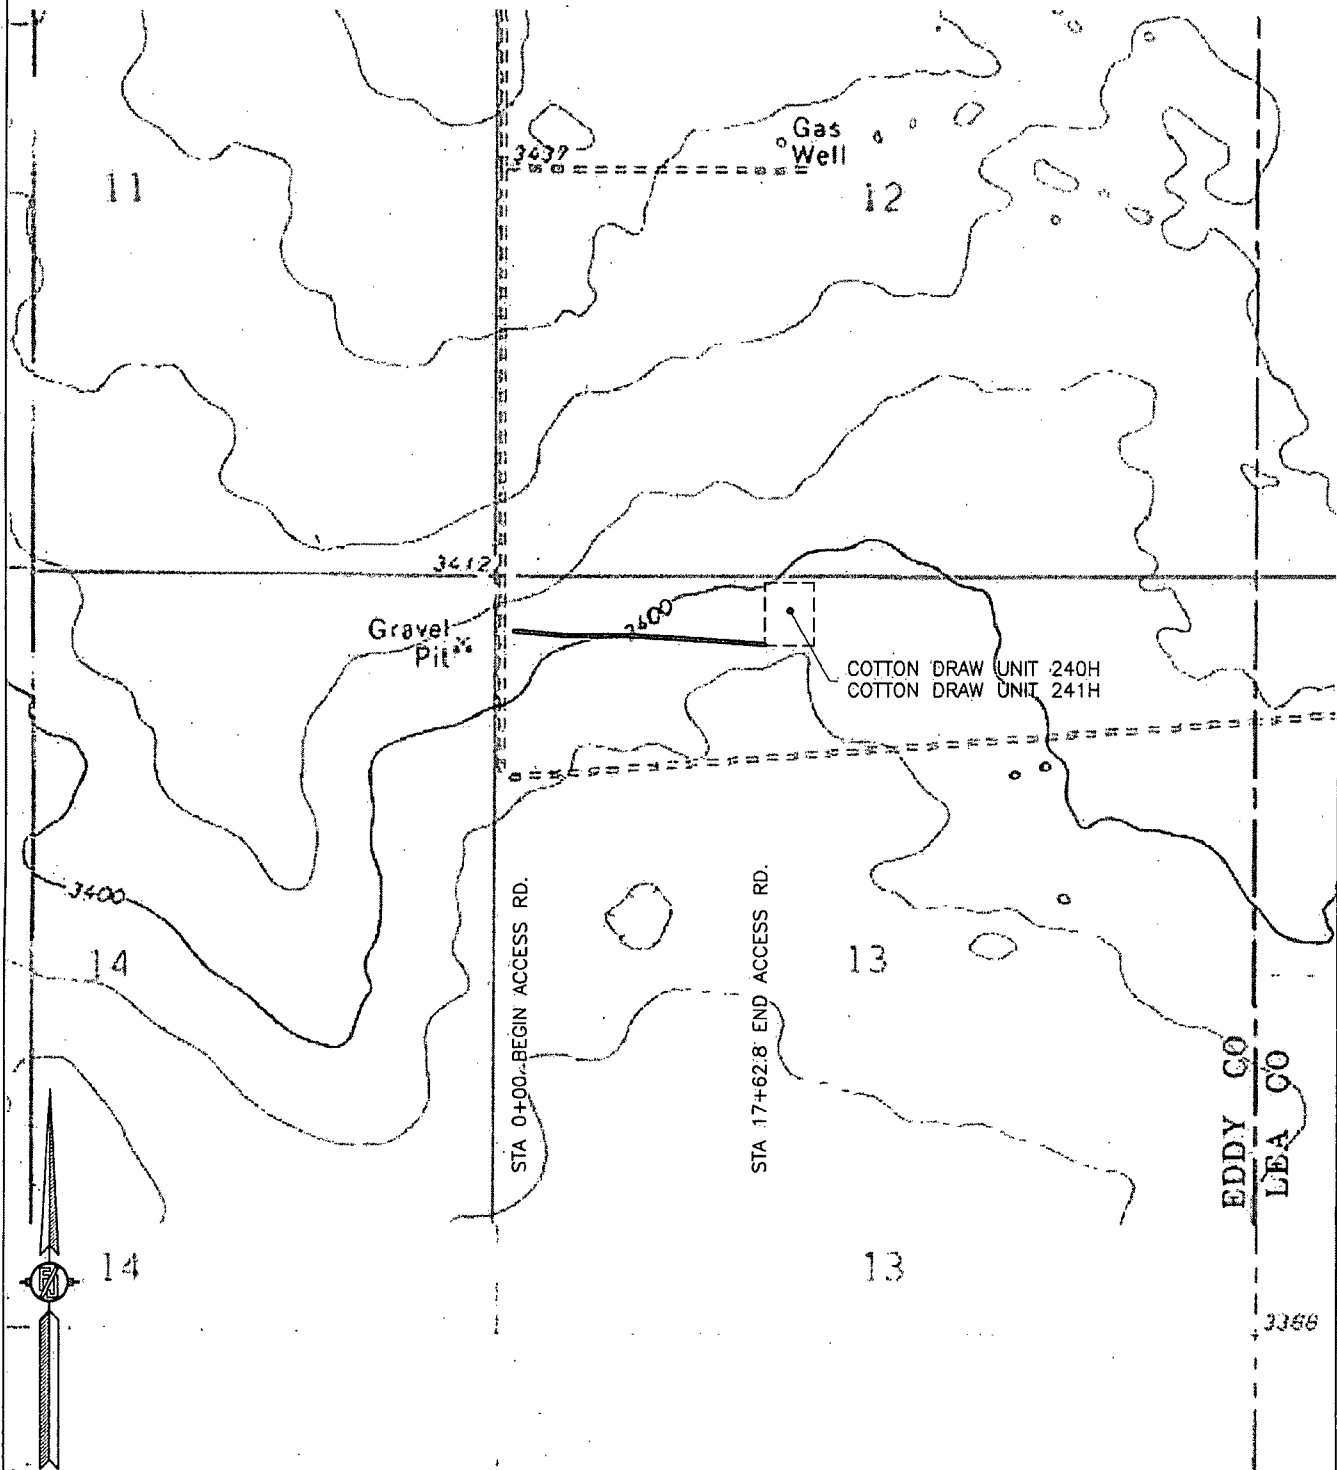 Gas
Well
3437
11
12
3412
Gravel
Pit
3400
COTTON DRAW UNIT 240H
COTTON DRAW UNIT 241H
3400
14
13
STA 0+00 BEGIN ACCESS RD.
STA 17+62.8 END ACCESS RD.
EDDY CO
LEA CO
14
13
3388